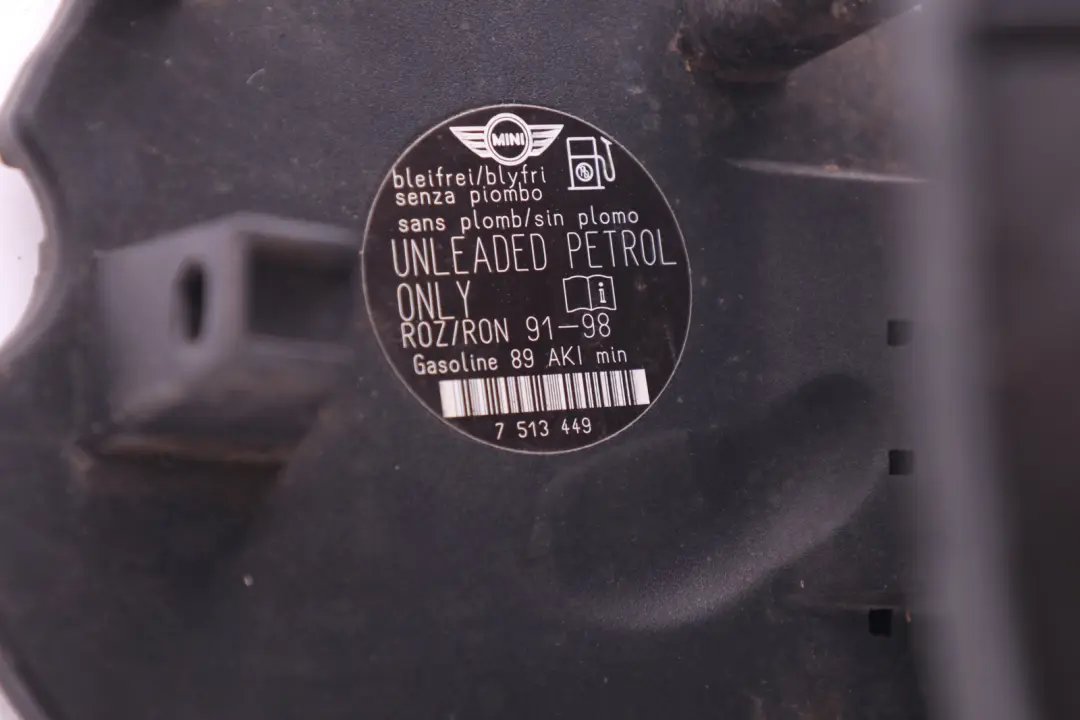 MINI
bleifrei/blyfri
senza piombo
sans plomb/sin plomo
UNLEADED PETROL
ONLY
ROZ/RON 91-98
Gasoline 89 AKI min
7 513 449